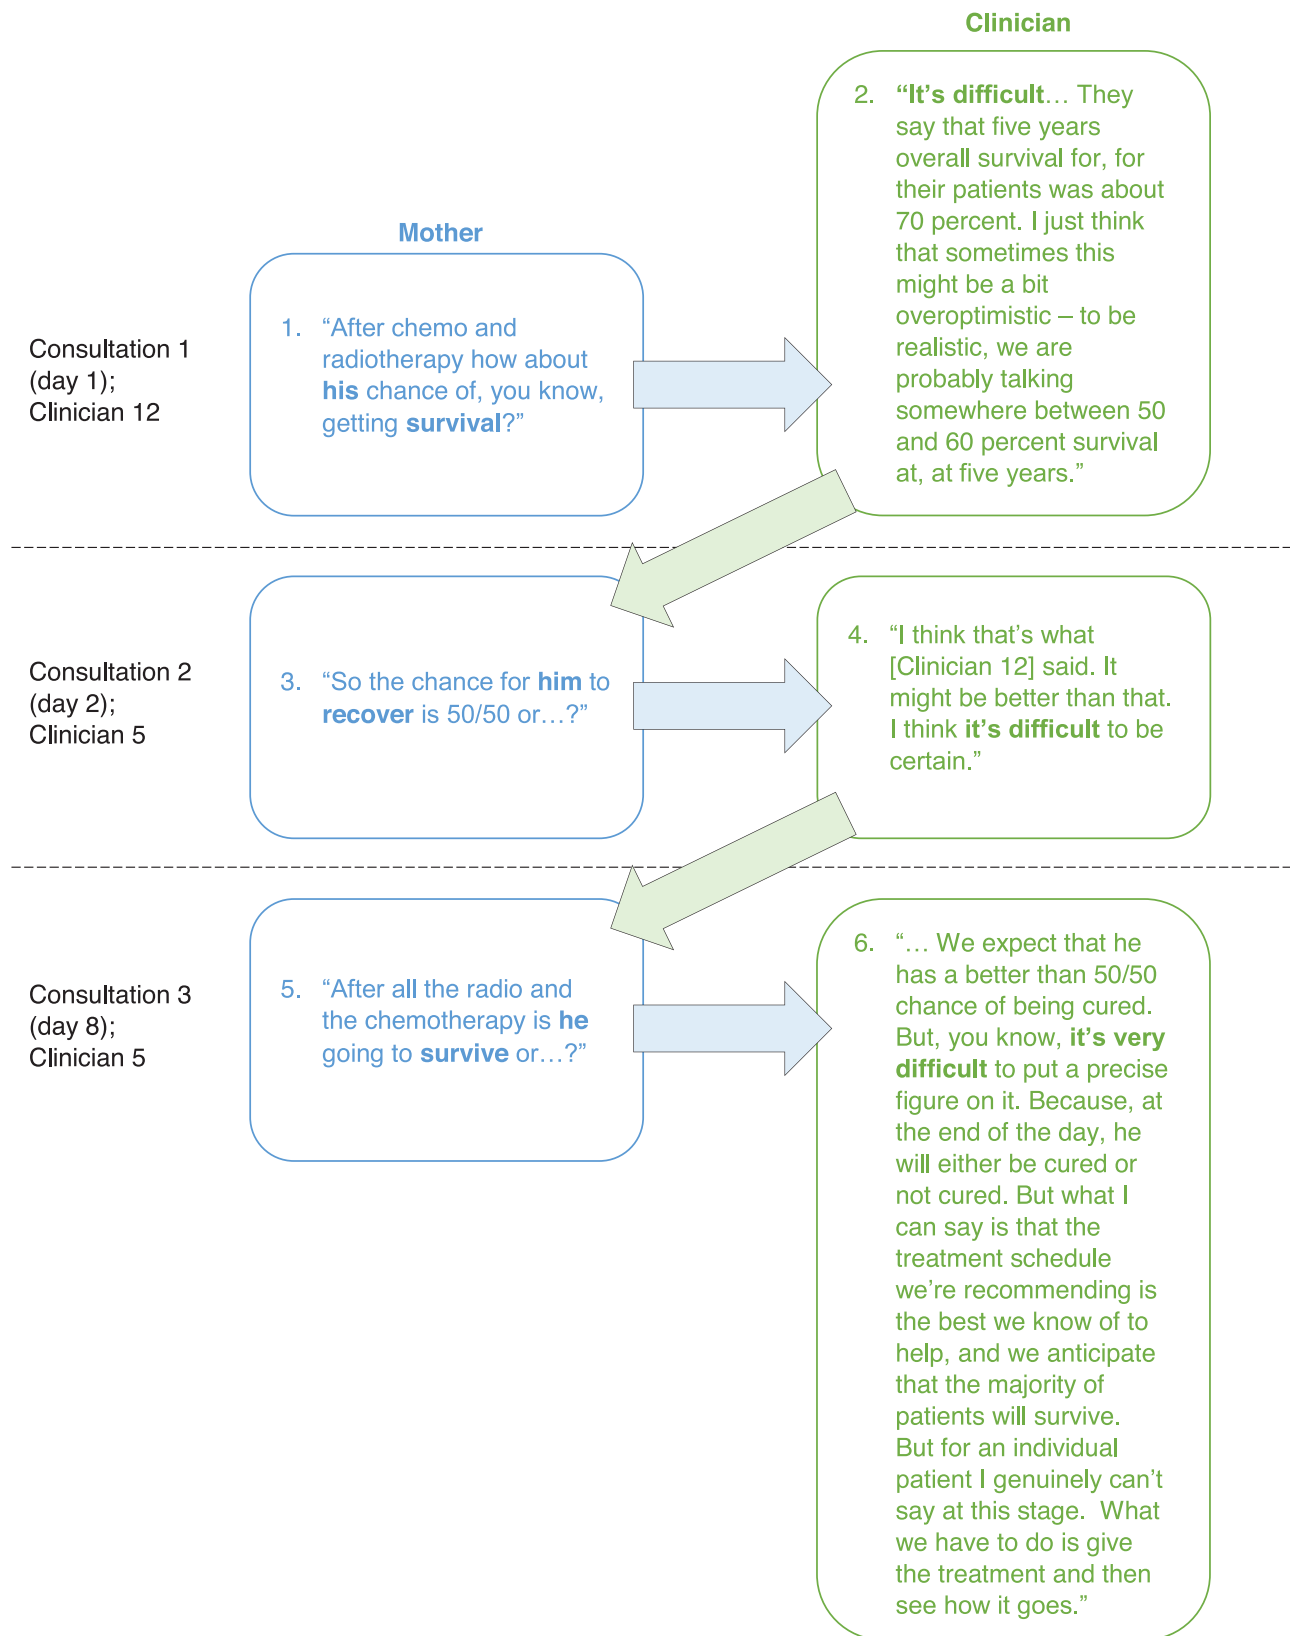 Clinician
2. “It’s difficult… They
say that five years
overall survival for, for
their patients was about
70 percent. I just think
that sometimes this
might be a bit
overoptimistic – to be
realistic, we are
probably talking
somewhere between 50
and 60 percent survival
at, at five years.”
Mother
1. “After chemo and
radiotherapy how about
his chance of, you know,
getting survival?”
Consultation 1
(day 1);
Clinician 12
Consultation 2
(day 2);
Clinician 5
3. “So the chance for him to
recover is 50/50 or…?”
4. “I think that’s what
[Clinician 12] said. It
might be better than that.
I think it’s difficult to be
certain.”
Consultation 3
(day 8);
Clinician 5
5. “After all the radio and
the chemotherapy is he
going to survive or…?”
6. “… We expect that he
has a better than 50/50
chance of being cured.
But, you know, it’s very
difficult to put a precise
figure on it. Because, at
the end of the day, he
will either be cured or
not cured. But what I
can say is that the
treatment schedule
we’re recommending is
the best we know of to
help, and we anticipate
that the majority of
patients will survive.
But for an individual
patient I genuinely can’t
say at this stage.  What
we have to do is give
the treatment and then
see how it goes.”